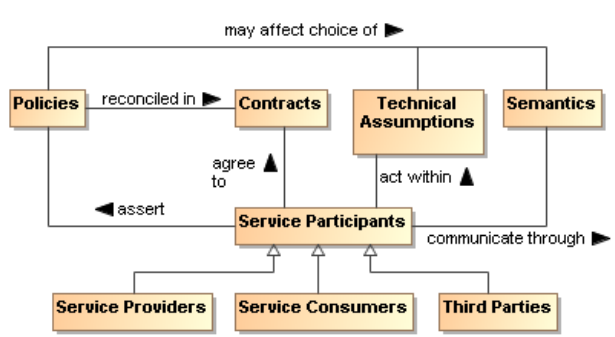 may affect choice of
Policies
reconciled in
Contracts
Technical
Assumptions
Semantics
agree
to
act within
assert
Service Participants
communicate through
Service Providers
Service Consumers
Third Parties